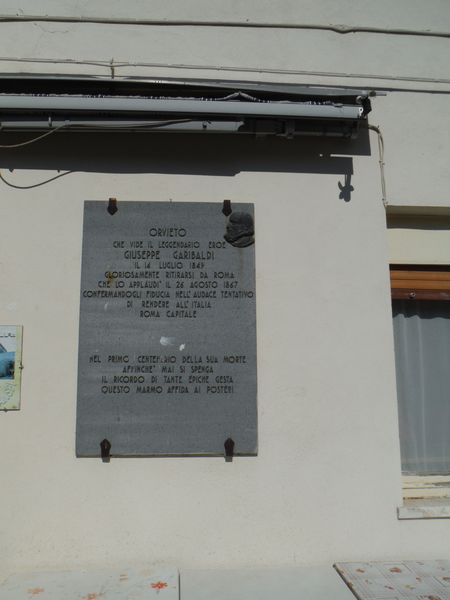 ORVIETO
CHE VIDE IL LEGGENDARIO EROE
GIUSEPPE GARIBALDI
IL 14 LUGLIO 1849
GLORIOSAMENTE RITIRARSI DA ROMA
CHE LO APPLAUDI' IL 26 AGOSTO 1867
CONFERMANDOGLI FIDUCIA NELL'AUDACE TENTATIVO
DI RENDERE ALL'ITALIA
ROMA CAPITALE
NEL PRIMO CENTENARIO DELLA SUA MORTE
AFFINCHE' MAI SI SPENGA
IL RICORDO DI TANTE EPICHE GESTA
QUESTO MARMO AFFIDA AI POSTERI